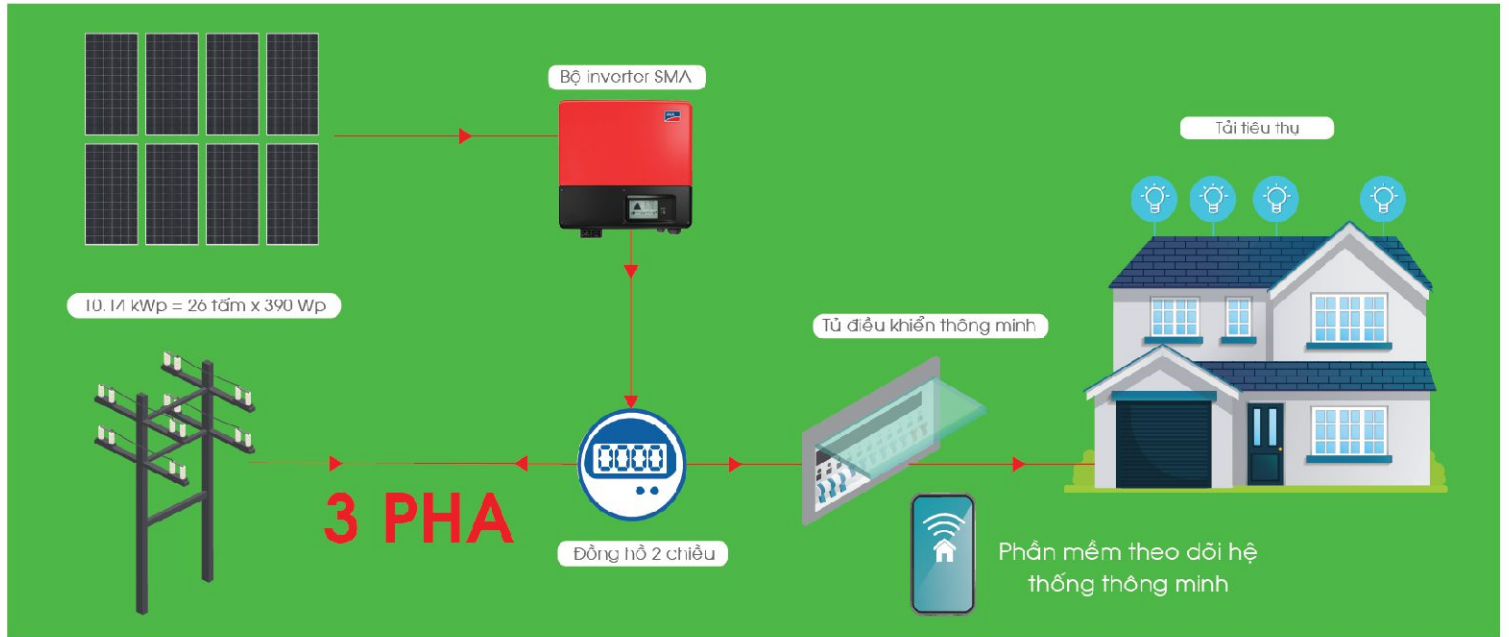 Bộ inverter SMA
Tải tiêu thụ
10.14 kWp = 26 tấm x 390 Wp
Tủ điều khiển thông minh
0000
3 PHA
Đồng hồ 2 chiều
Phần mềm theo dõi hệ
thống thông minh